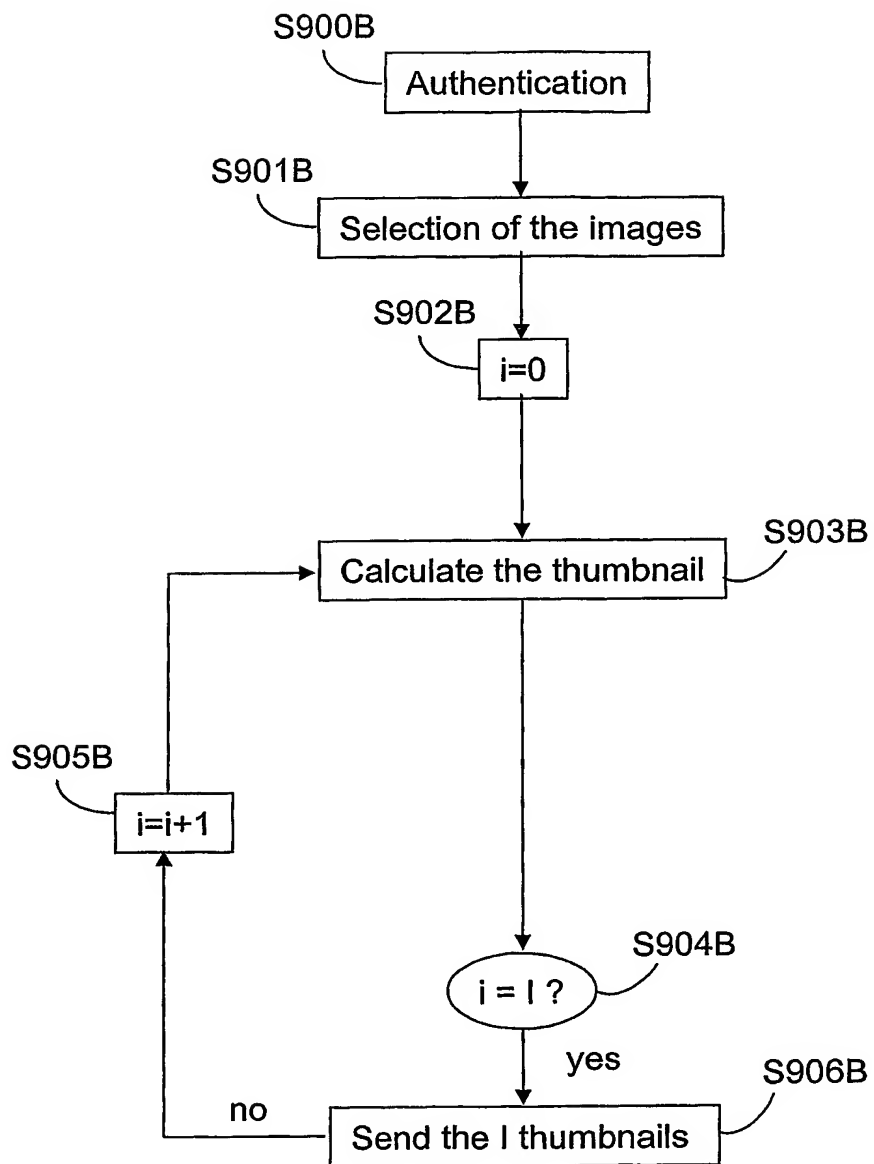 S900B
Authentication
S901B
Selection of the images
S902B
i=0
S903B
Calculate the thumbnail
S905B
i=i+1
S904B
i = I ?
yes
S906B
no
Send the I thumbnails